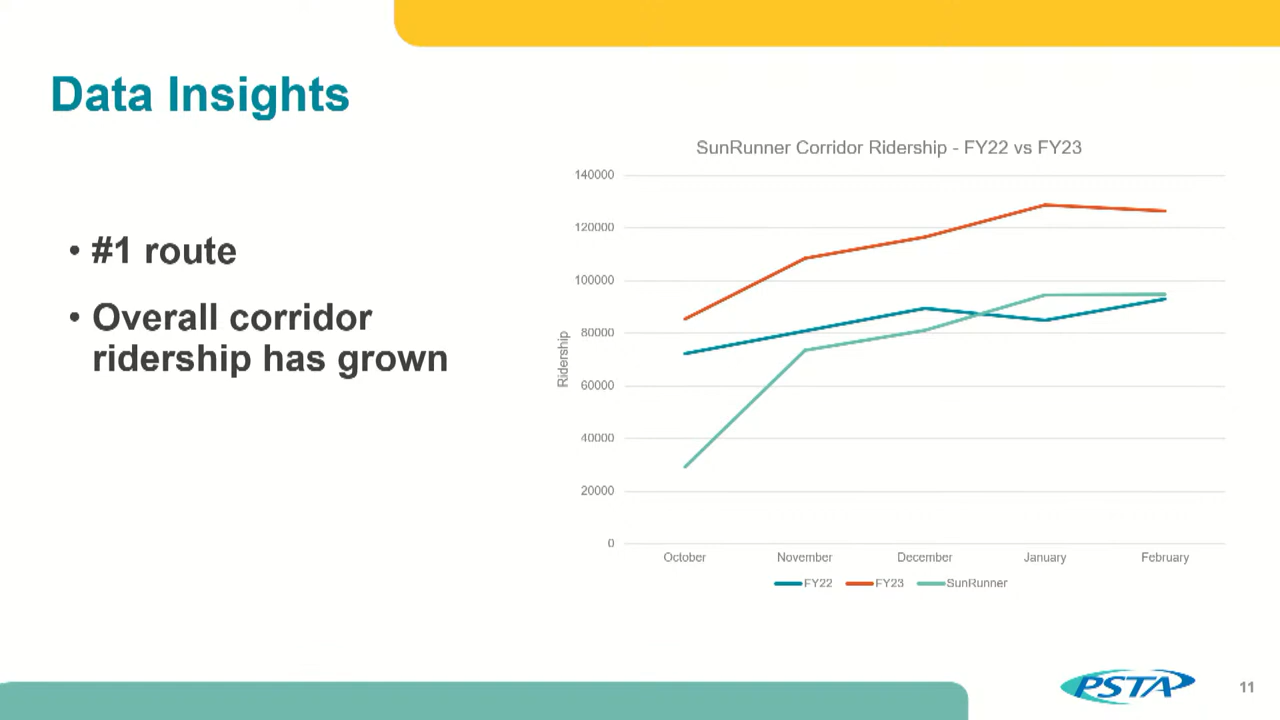 Data Insights
• #1 route
• Overall corridor
ridership has grown
SunRunner Corridor Ridership - FY22 vs FY23
140000
120000
100000
80000
60000
40000
20000
0
Ridership
October November December January February
FY22 FY23 SunRunner
PSTA
11